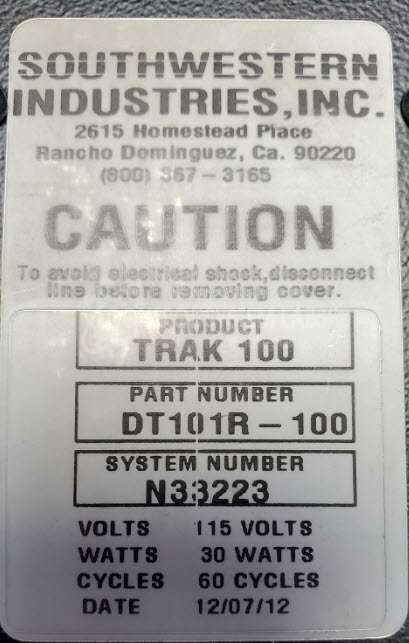 SOUTHWESTERN
INDUSTRIES, INC.
2615 Homestead Place
Rancho Dominguez, Ca. 90220
(800) 367-3165
CAUTION
To avoid electrical shock, disconnect
line before removing cover.
PRODUCT
TRAK 100
PART NUMBER
DT101R-100
SYSTEM NUMBER
N33223
VOLTS 115 VOLTS
WATTS 30 WATTS
CYCLES 60 CYCLES
DATE 12/07/12